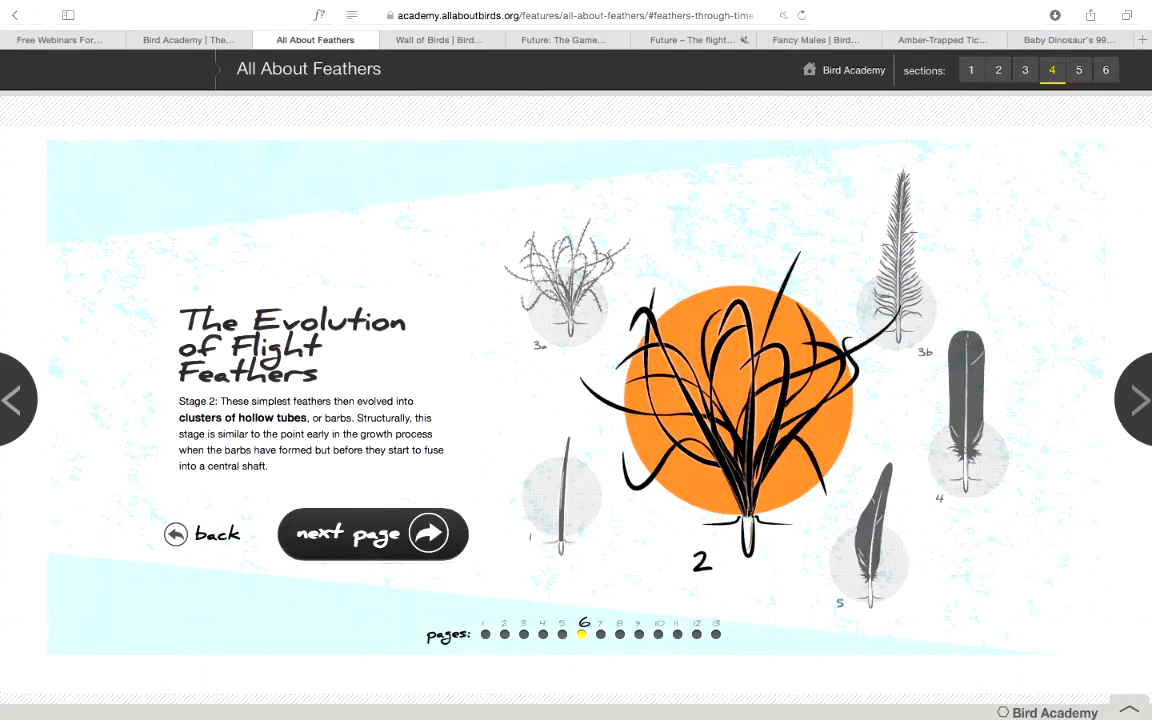 academy.allaboutbirds.org/features/all-about-feathers/#feathers-through-time.
Free Webinars For... Bird Academy | The... All About Feathers Wall of Birds | Bird... Future: The Game... Future – The flight... Fancy Males | Bird... Amber-Trapped Tic... Baby Dinosaur's 99...
All About Feathers Bird Academy sections: 1 2 3 4 5 6
The Evolution
of Flight
Feathers
Stage 2: These simplest feathers then evolved into
clusters of hollow tubes, or barbs. Structurally, this
stage is similar to the point early in the growth process
when the barbs have formed but before they start to fuse
into a central shaft.
back next page
3a
3b
4
1
2
5
pages: 1 2 3 4 5 6 7 8 9 10 11 12 13
Bird Academy